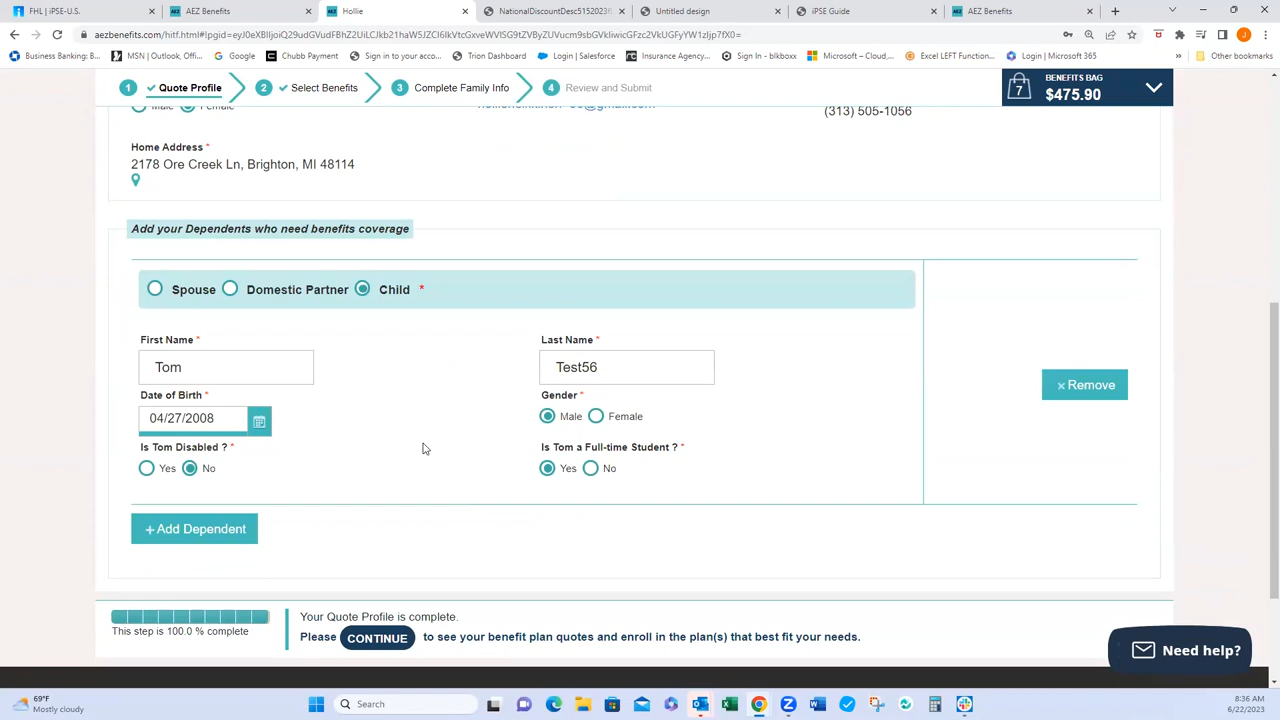 FHL | iPSE-U.S.
AEZ Benefits
Hollie
NationalDiscountDesc51520236
Untitled design
iPSE Guide
AEZ Benefits
Business Banking: B...
MSN | Outlook, Offi...
Google
Chubb Payment
Sign in to your acco...
Trion Dashboard
Login | Salesforce
Insurance Agency...
Sign In - blkboxx
Microsoft – Cloud,...
Excel LEFT Function...
Login | Microsoft 365
Other bookmarks
1 Quote Profile
2 Select Benefits
3 Complete Family Info
4 Review and Submit
7
BENEFITS BAG
$475.90
Male Female
(313) 505-1056
Home Address *
2178 Ore Creek Ln, Brighton, MI 48114
Add your Dependents who need benefits coverage
Spouse Domestic Partner Child *
First Name *
Last Name *
Tom
Test56
× Remove
Date of Birth *
Gender *
04/27/2008
Male Female
Is Tom Disabled ? *
Is Tom a Full-time Student ? *
Yes No
Yes No
+ Add Dependent
This step is 100.0 % complete
Your Quote Profile is complete.
Please CONTINUE to see your benefit plan quotes and enroll in the plan(s) that best fit your needs.
Need help?
69°F
Mostly cloudy
Search
8:36 AM
6/22/2023